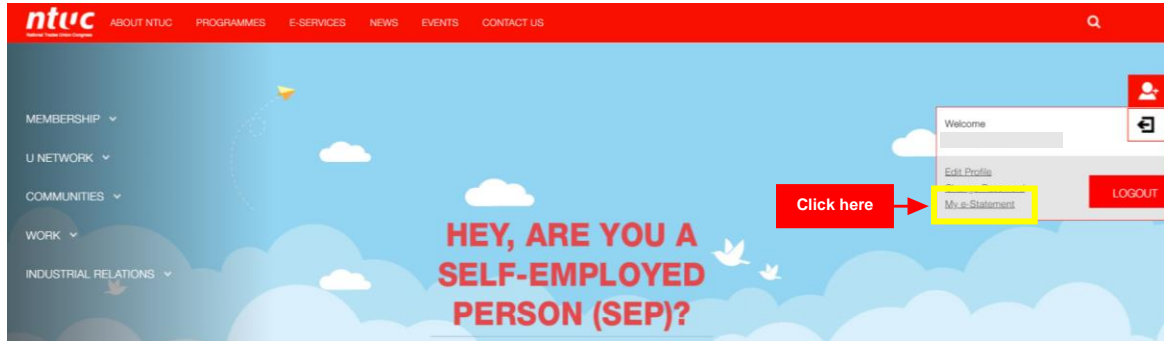 ntuc
National Trades Union Congress
ABOUT NTUC PROGRAMMES E-SERVICES NEWS EVENTS CONTACT US
MEMBERSHIP
U NETWORK
COMMUNITIES
WORK
INDUSTRIAL RELATIONS
Welcome
Edit Profile
My e-Statement
LOGOUT
Click here
HEY, ARE YOU A
SELF-EMPLOYED
PERSON (SEP)?